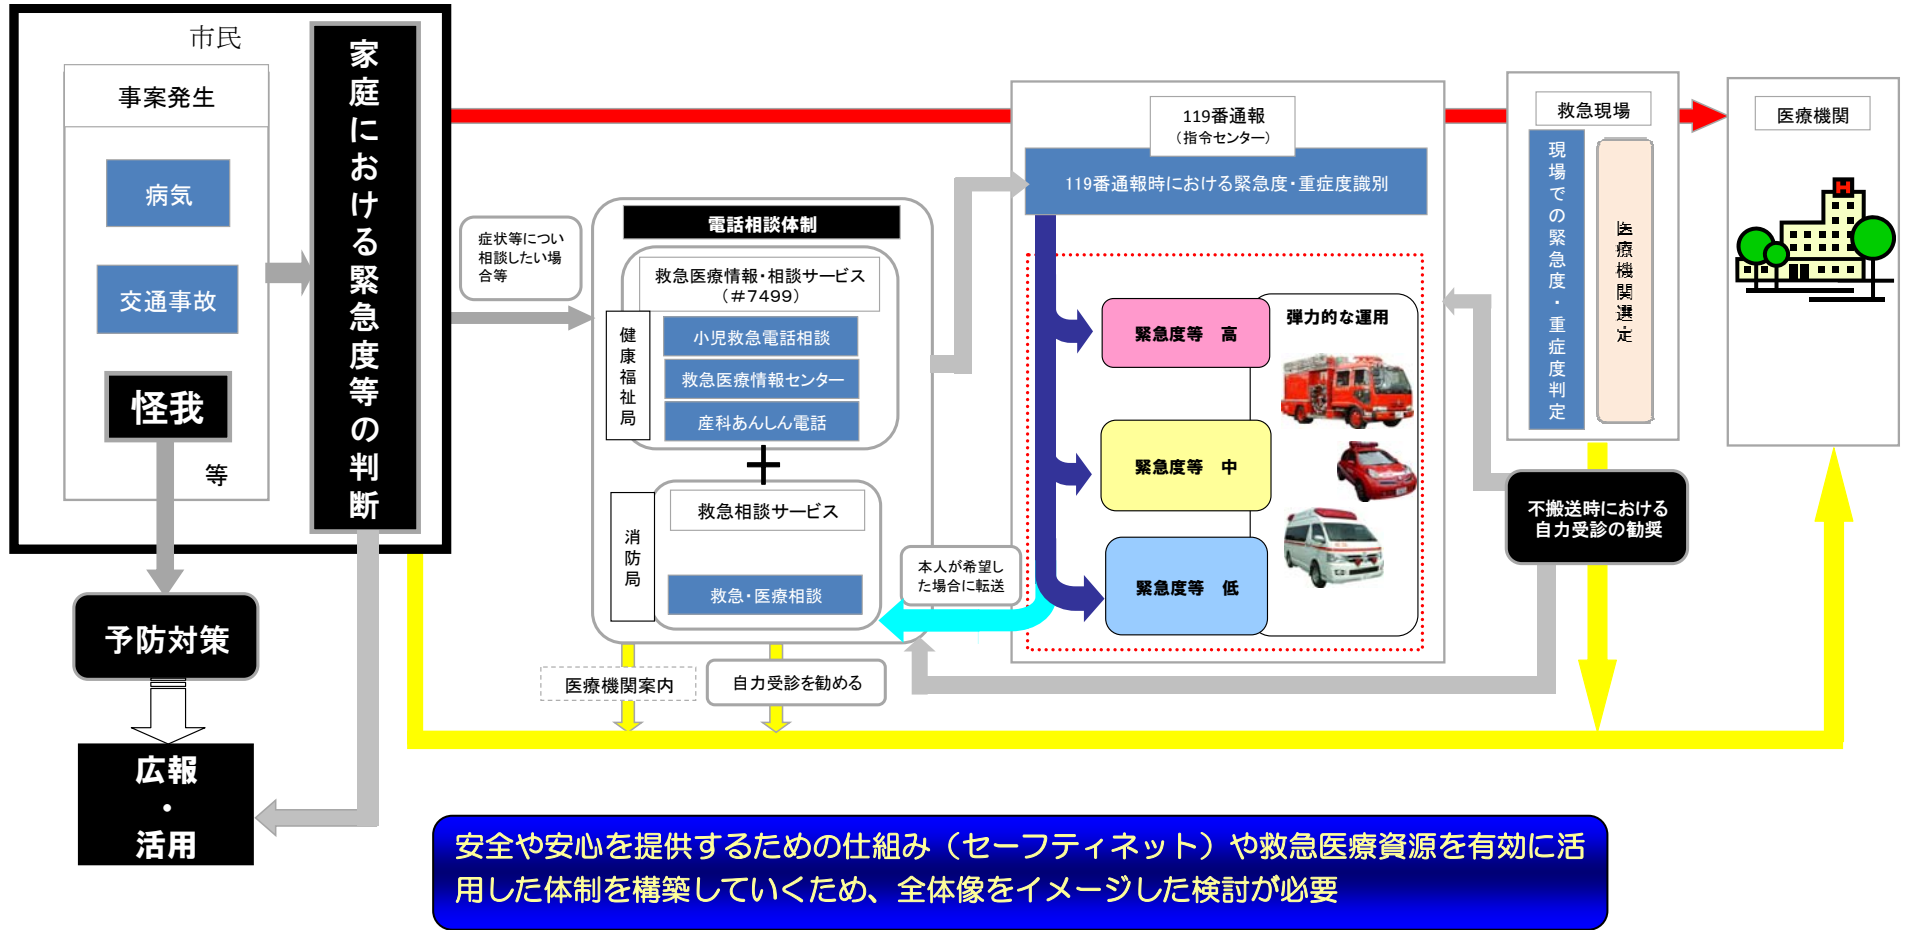 市民
事案発生
病気
交通事故
怪我
等
家庭における緊急度等の判断
予防対策
広報
・
活用
症状等につい
相談したい場
合等
電話相談体制
救急医療情報・相談サービス
（＃7499）
健康福祉局
小児救急電話相談
救急医療情報センター
産科あんしん電話
＋
消防局
救急相談サービス
救急・医療相談
医療機関案内
自力受診を勧める
本人が希望し
た場合に転送
119番通報
（指令センター）
119番通報時における緊急度・重症度識別
緊急度等　高
緊急度等　中
緊急度等　低
弾力的な運用
救急現場
現場での緊急度・重症度判定
医療機関選定
不搬送時における
自力受診の勧奨
医療機関
H
安全や安心を提供するための仕組み（セーフティネット）や救急医療資源を有効に活
用した体制を構築していくため、全体像をイメージした検討が必要